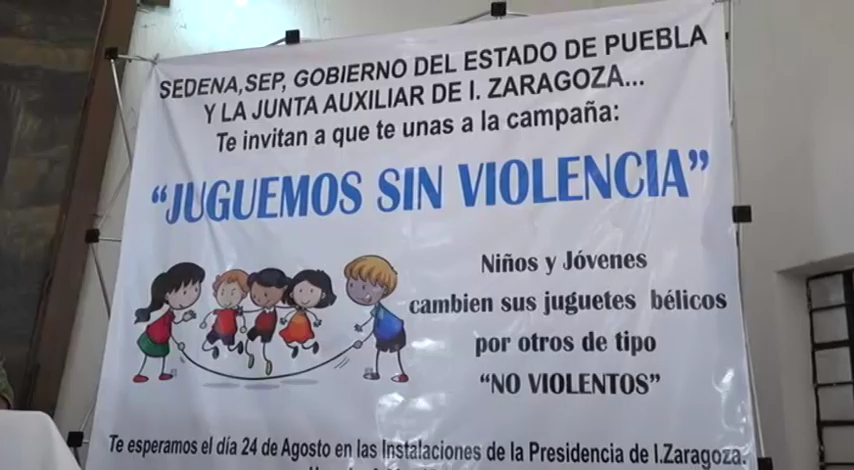 SEDENA,SEP, GOBIERNO DEL ESTADO DE PUEBLA
Y LA JUNTA AUXILIAR DE I. ZARAGOZA...
Te invitan a que te unas a la campaña:
“JUGUEMOS SIN VIOLENCIA”
Niños y Jóvenes
cambien sus juguetes bélicos
por otros de tipo
“NO VIOLENTOS”
Te esperamos el día 24 de Agosto en las Instalaciones de la Presidencia de I.Zaragoza.